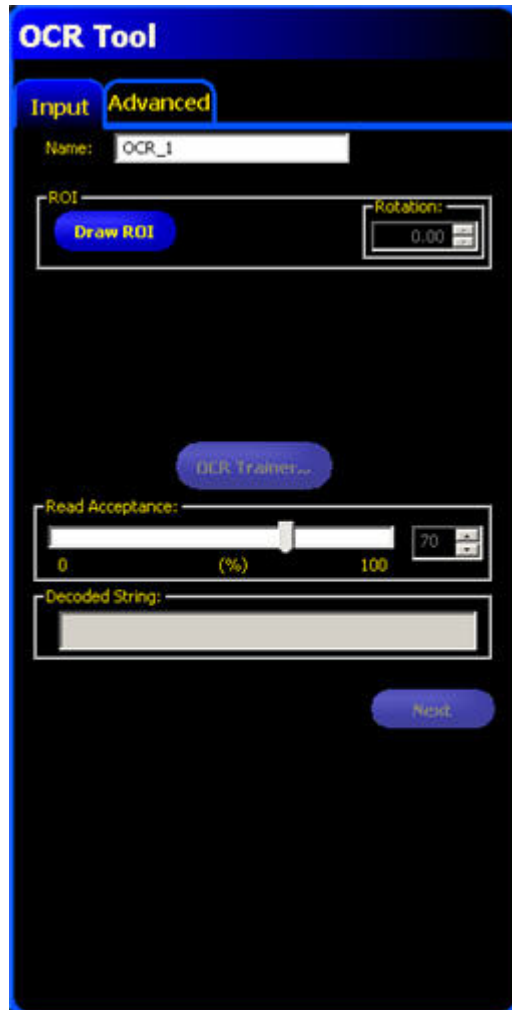 OCR Tool
Input Advanced
Name: OCR_1
ROI Rotation:
Draw ROI 0.00
OCR Trainer...
Read Acceptance:
70
0 (%) 100
Decoded String:
Next